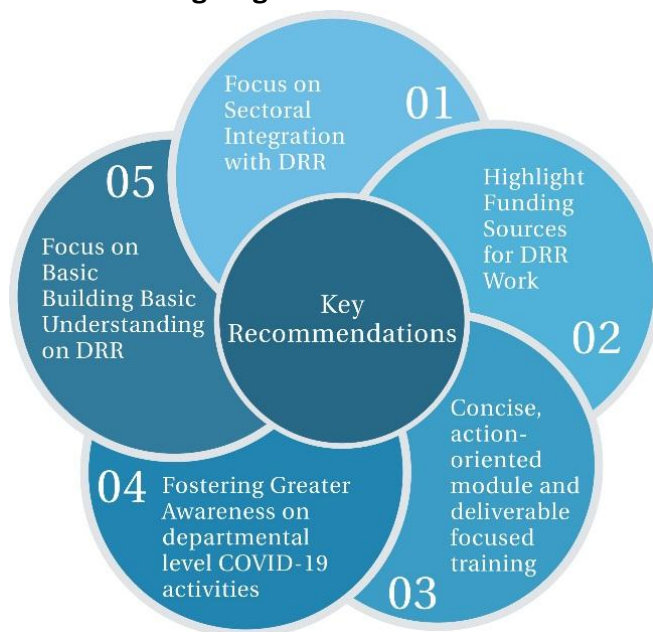 Key
Recommendations
01
Focus on
Sectoral
Integration
with DRR
02
Highlight
Funding
Sources
for DRR
Work
03
Concise,
action-
oriented
module and
deliverable
focused
training
04
Fostering Greater
Awareness on
departmental
level COVID-19
activities
05
Focus on
Basic
Building Basic
Understanding
on DRR